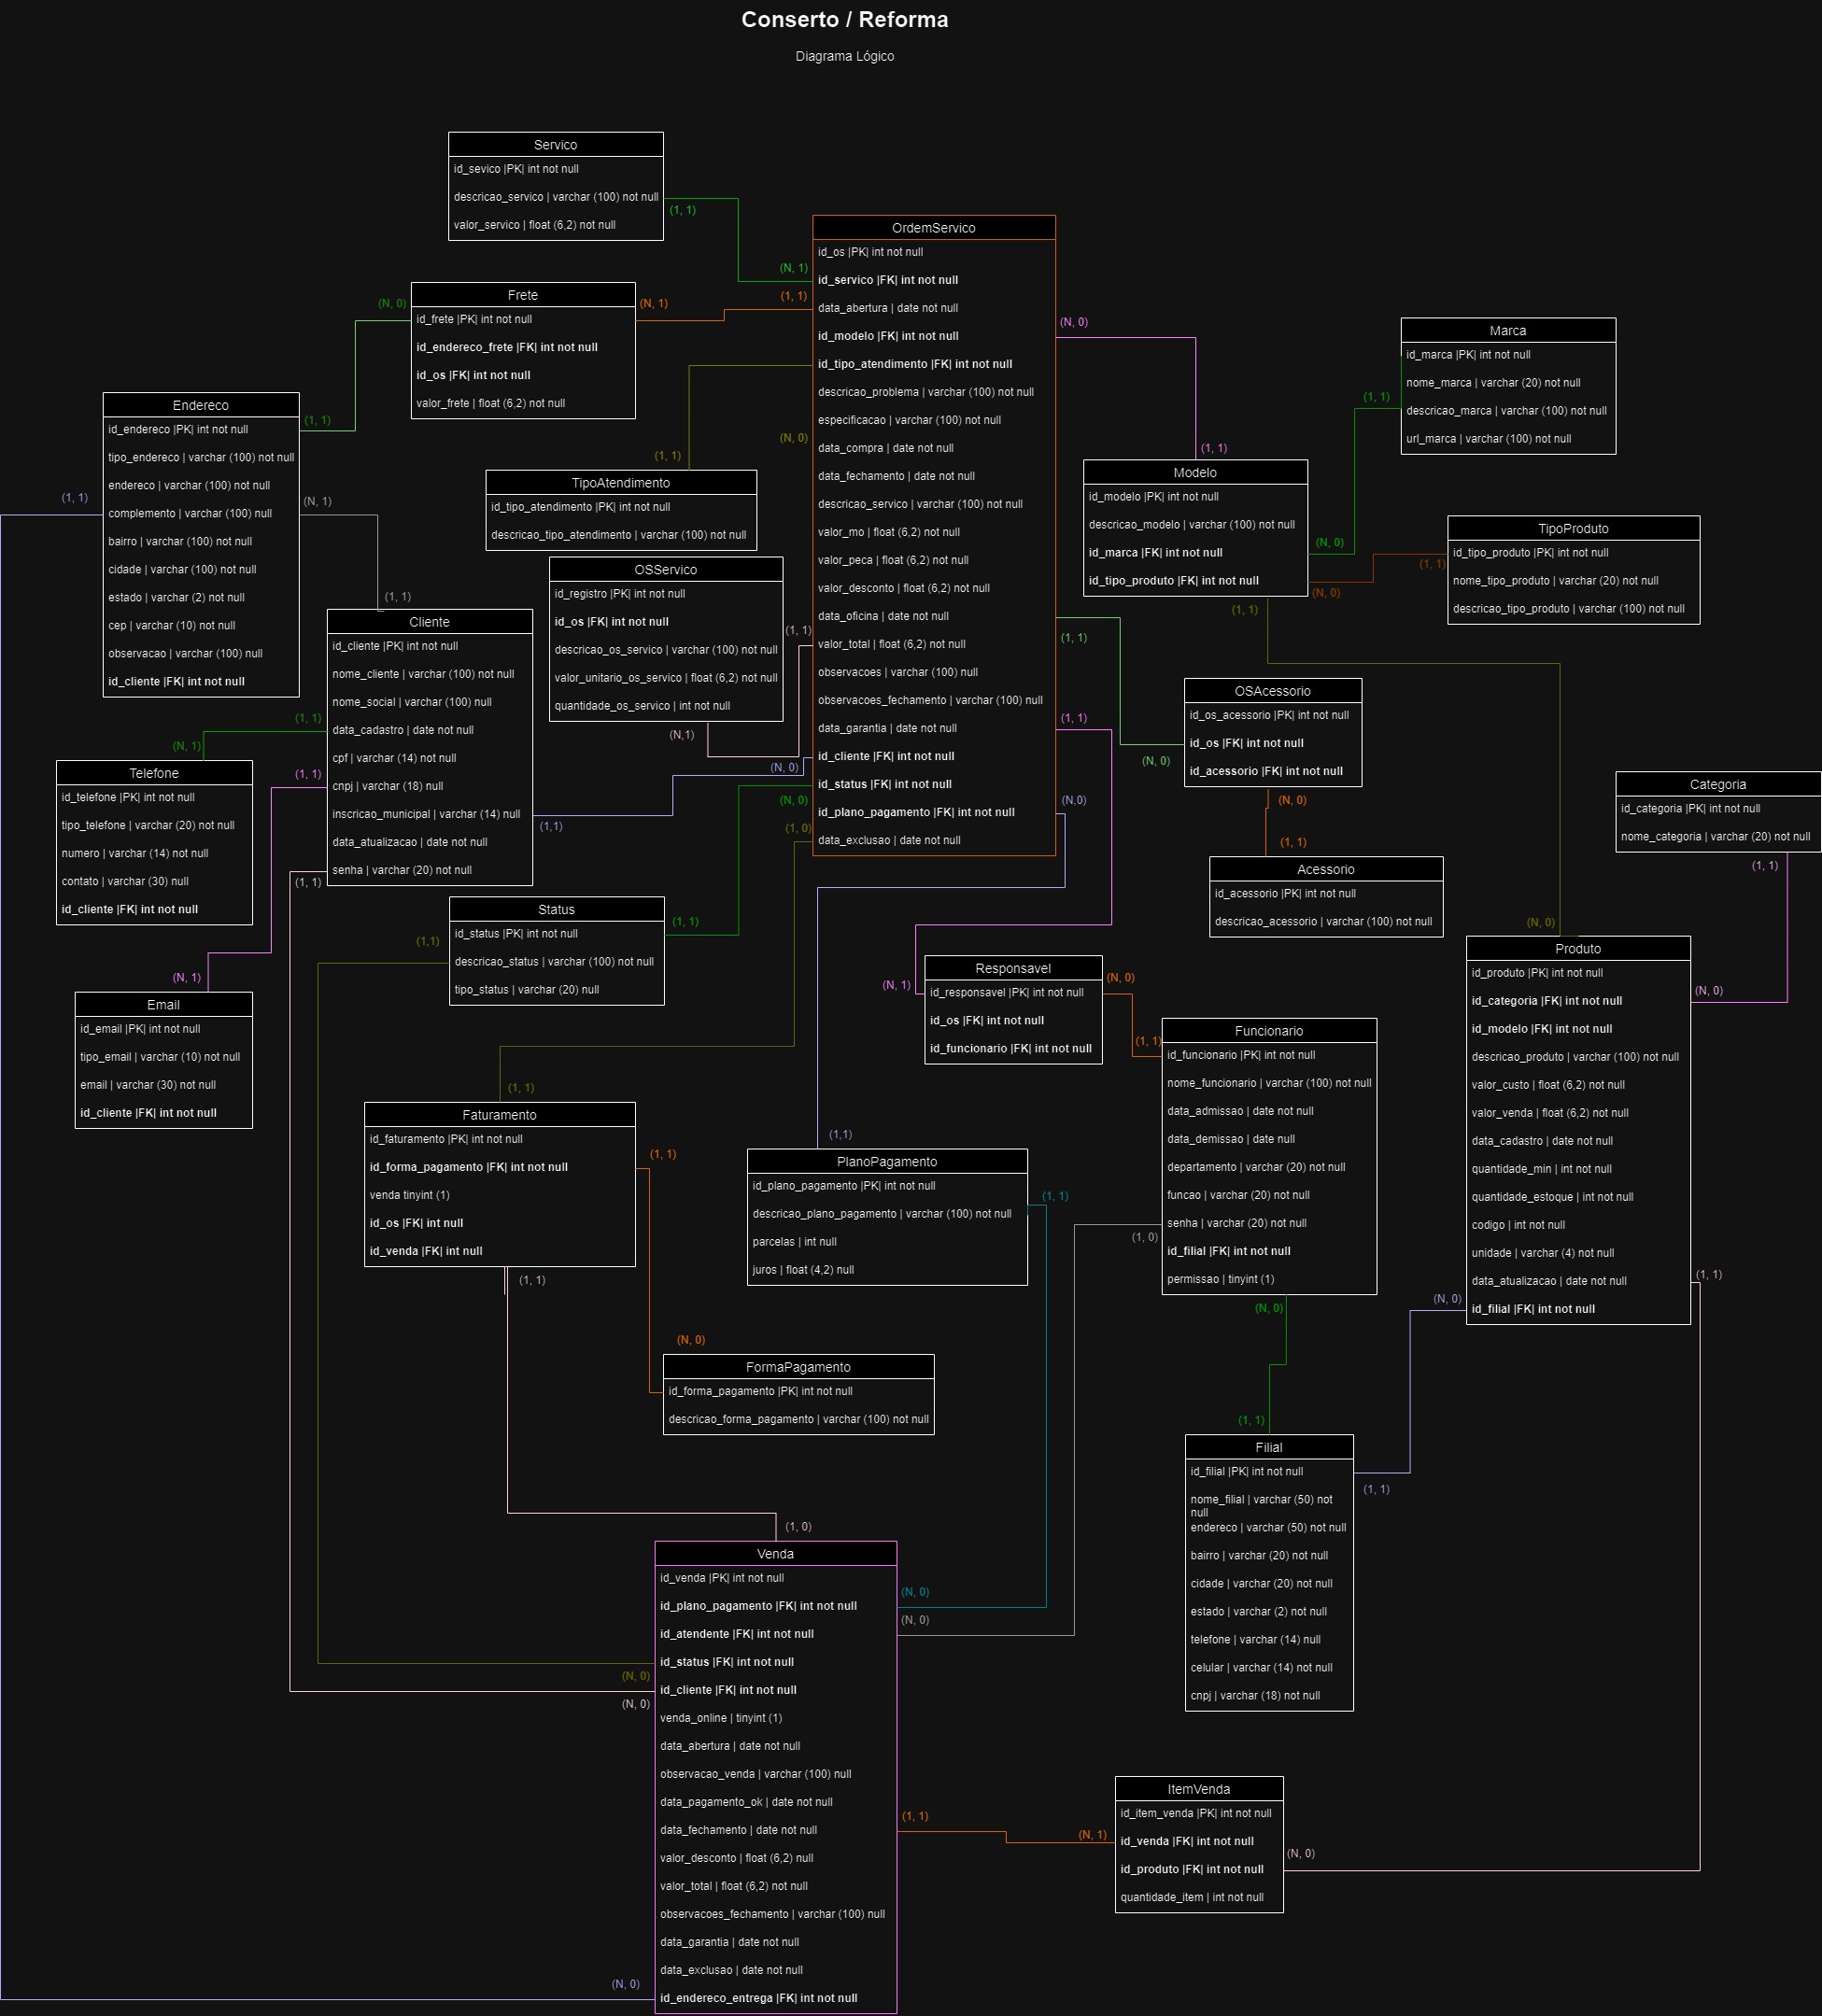 Conserto / Reforma
Diagrama Lógico
Servico
id_sevico |PK| int not null
descricao_servico | varchar (100) not null
valor_servico | float (6,2) not null
(1, 1)
(N, 1)
OrdemServico
id_os |PK| int not null
id_servico |FK| int not null
data_abertura | date not null
id_modelo |FK| int not null
id_tipo_atendimento |FK| int not null
descricao_problema | varchar (100) not null
especificacao | varchar (100) not null
data_compra | date not null
data_fechamento | date not null
descricao_servico | varchar (100) not null
valor_mo | float (6,2) not null
valor_peca | float (6,2) not null
valor_desconto | float (6,2) not null
data_oficina | date not null
valor_total | float (6,2) not null
observacoes | varchar (100) null
observacoes_fechamento | varchar (100) null
data_garantia | date not null
id_cliente |FK| int not null
id_status |FK| int not null
id_plano_pagamento |FK| int not null
data_exclusao | date not null
Frete
id_frete |PK| int not null
id_endereco_frete |FK| int not null
id_os |FK| int not null
valor_frete | float (6,2) not null
(N, 0)
(N, 1)
(1, 1)
(N, 0)
Marca
id_marca |PK| int not null
nome_marca | varchar (20) not null
descricao_marca | varchar (100) not null
url_marca | varchar (100) not null
(1, 1)
Endereco
id_endereco |PK| int not null
tipo_endereco | varchar (100) not null
endereco | varchar (100) not null
complemento | varchar (100) null
bairro | varchar (100) not null
cidade | varchar (100) not null
estado | varchar (2) not null
cep | varchar (10) not null
observacao | varchar (100) null
id_cliente |FK| int not null
(1, 1)
(1, 1)
(N, 1)
(1, 1)
(N, 0)
(1, 1)
TipoAtendimento
id_tipo_atendimento |PK| int not null
descricao_tipo_atendimento | varchar (100) not null
(1, 1)
Modelo
id_modelo |PK| int not null
descricao_modelo | varchar (100) not null
id_marca |FK| int not null
id_tipo_produto |FK| int not null
(N, 0)
(N, 0)
(1, 1)
(1, 1)
TipoProduto
id_tipo_produto |PK| int not null
nome_tipo_produto | varchar (20) not null
descricao_tipo_produto | varchar (100) not null
OSServico
id_registro |PK| int not null
id_os |FK| int not null
descricao_os_servico | varchar (100) not null
valor_unitario_os_servico | float (6,2) not null
quantidade_os_servico | int not null
(1, 1)
(N,1)
(N, 0)
Cliente
id_cliente |PK| int not null
nome_cliente | varchar (100) not null
nome_social | varchar (100) null
data_cadastro | date not null
cpf | varchar (14) not null
cnpj | varchar (18) null
inscricao_municipal | varchar (14) null
data_atualizacao | date not null
senha | varchar (20) not null
(1, 1)
(1, 1)
(1, 1)
(1,1)
(1, 1)
(N, 1)
Telefone
id_telefone |PK| int not null
tipo_telefone | varchar (20) not null
numero | varchar (14) not null
contato | varchar (30) null
id_cliente |FK| int not null
(N, 1)
Email
id_email |PK| int not null
tipo_email | varchar (10) not null
email | varchar (30) not null
id_cliente |FK| int not null
(1, 1)
(N, 0)
OSAcessorio
id_os_acessorio |PK| int not null
id_os |FK| int not null
id_acessorio |FK| int not null
(N, 0)
(1, 1)
(1, 1)
(N,0)
Acessorio
id_acessorio |PK| int not null
descricao_acessorio | varchar (100) not null
Categoria
id_categoria |PK| int not null
nome_categoria | varchar (20) not null
(1, 1)
(N, 0)
(1, 0)
Status
id_status |PK| int not null
descricao_status | varchar (100) not null
tipo_status | varchar (20) null
(1, 1)
(1,1)
Responsavel
id_responsavel |PK| int not null
id_os |FK| int not null
id_funcionario |FK| int not null
(N, 1)
(N, 0)
(1, 1)
Funcionario
id_funcionario |PK| int not null
nome_funcionario | varchar (100) not null
data_admissao | date not null
data_demissao | date null
departamento | varchar (20) not null
funcao | varchar (20) not null
senha | varchar (20) not null
id_filial |FK| int not null
permissao | tinyint (1)
(1, 0)
(N, 0)
(N, 0)
Produto
id_produto |PK| int not null
id_categoria |FK| int not null
id_modelo |FK| int not null
descricao_produto | varchar (100) not null
valor_custo | float (6,2) not null
valor_venda | float (6,2) not null
data_cadastro | date not null
quantidade_min | int not null
quantidade_estoque | int not null
codigo | int not null
unidade | varchar (4) not null
data_atualizacao | date not null
id_filial |FK| int not null
(N, 0)
(1, 1)
(N, 0)
(1, 1)
Faturamento
id_faturamento |PK| int not null
id_forma_pagamento |FK| int not null
venda tinyint (1)
id_os |FK| int null
id_venda |FK| int null
(1, 1)
(1, 1)
(1,1)
PlanoPagamento
id_plano_pagamento |PK| int not null
descricao_plano_pagamento | varchar (100) not null
parcelas | int null
juros | float (4,2) null
(1, 1)
(N, 0)
FormaPagamento
id_forma_pagamento |PK| int not null
descricao_forma_pagamento | varchar (100) not null
(1, 1)
Filial
id_filial |PK| int not null
nome_filial | varchar (50) not
null
endereco | varchar (50) not null
bairro | varchar (20) not null
cidade | varchar (20) not null
estado | varchar (2) not null
telefone | varchar (14) null
celular | varchar (14) not null
cnpj | varchar (18) not null
(1, 1)
(1, 0)
Venda
id_venda |PK| int not null
id_plano_pagamento |FK| int not null
id_atendente |FK| int not null
id_status |FK| int not null
id_cliente |FK| int not null
venda_online | tinyint (1)
data_abertura | date not null
observacao_venda | varchar (100) null
data_pagamento_ok | date not null
data_fechamento | date not null
valor_desconto | float (6,2) null
valor_total | float (6,2) not null
observacoes_fechamento | varchar (100) null
data_garantia | date not null
data_exclusao | date not null
id_endereco_entrega |FK| int not null
(N, 0)
(N, 0)
(N, 0)
(N, 0)
(1, 1)
(N, 0)
(N, 1)
ItemVenda
id_item_venda |PK| int not null
id_venda |FK| int not null
id_produto |FK| int not null
quantidade_item | int not null
(N, 0)